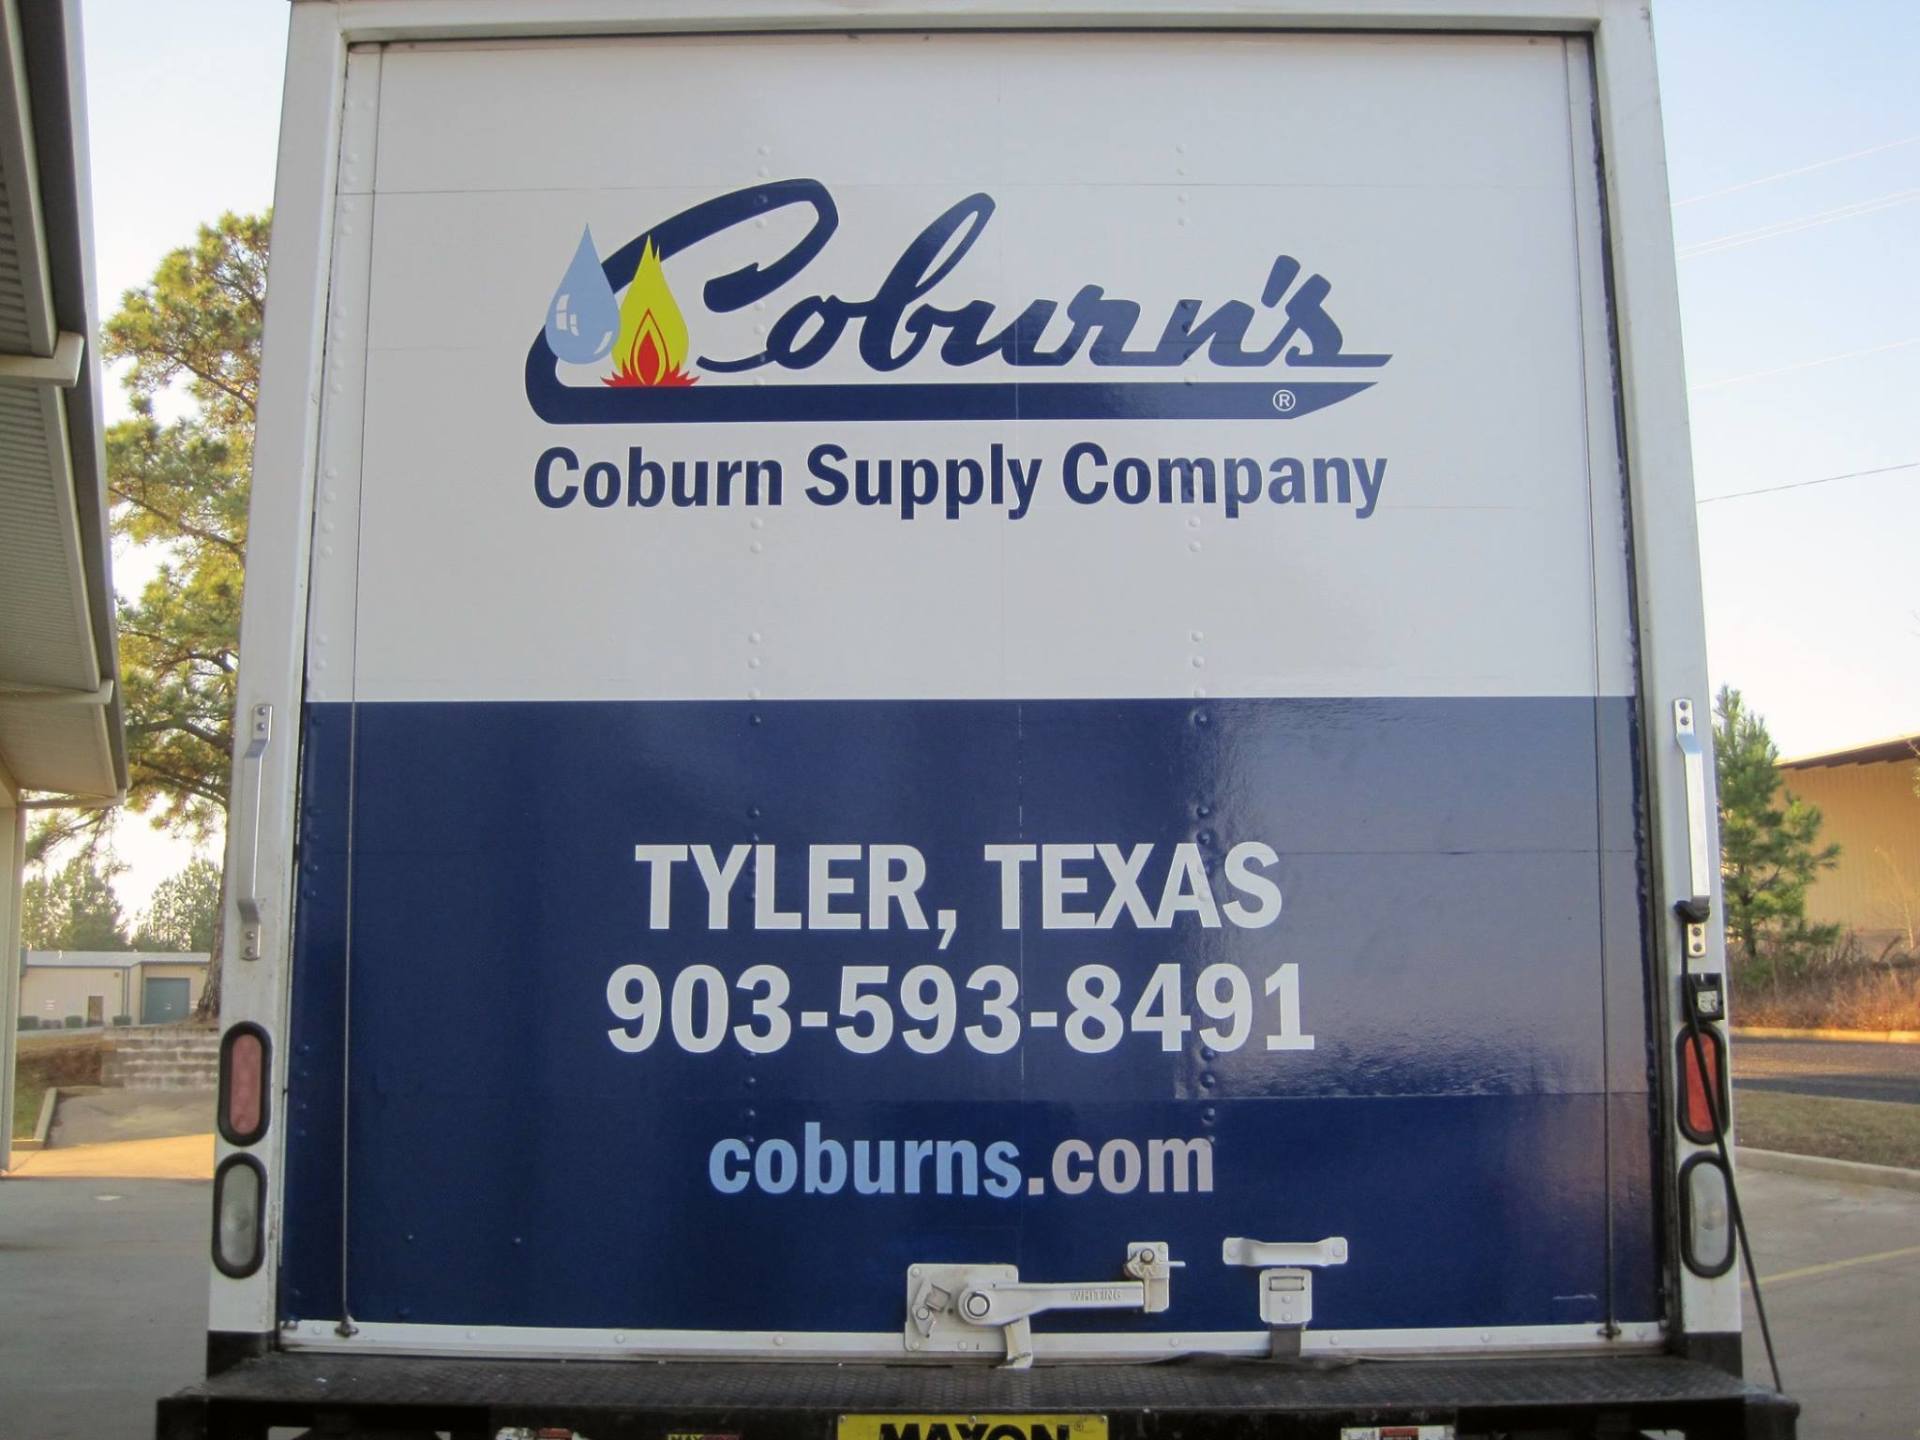 Coburn's
®
Coburn Supply Company
TYLER, TEXAS
903-593-8491
coburns.com
WHITING
MAXON